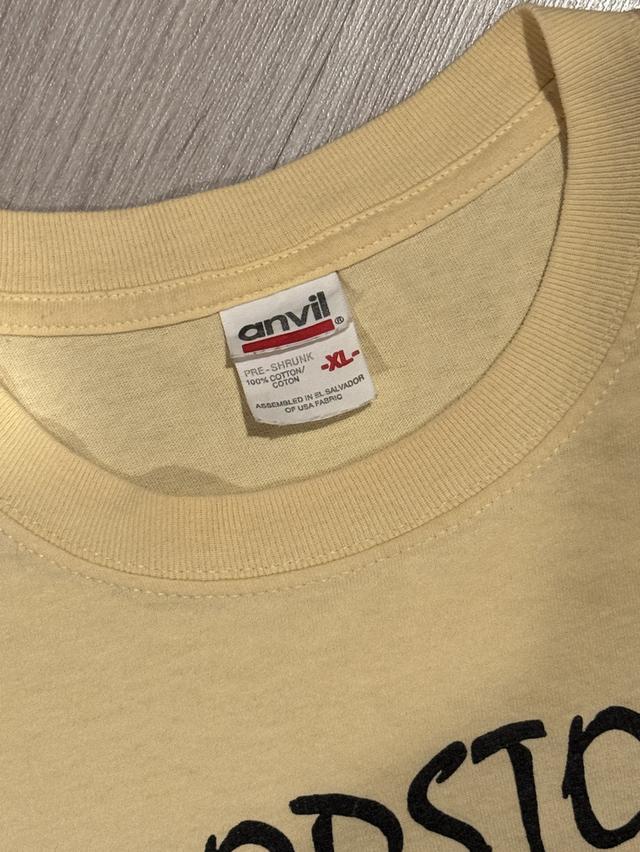 anvil®
PRE-SHRUNK
100% COTTON/
COTON
-XL-
ASSEMBLED IN EL SALVADOR
OF USA FABRIC